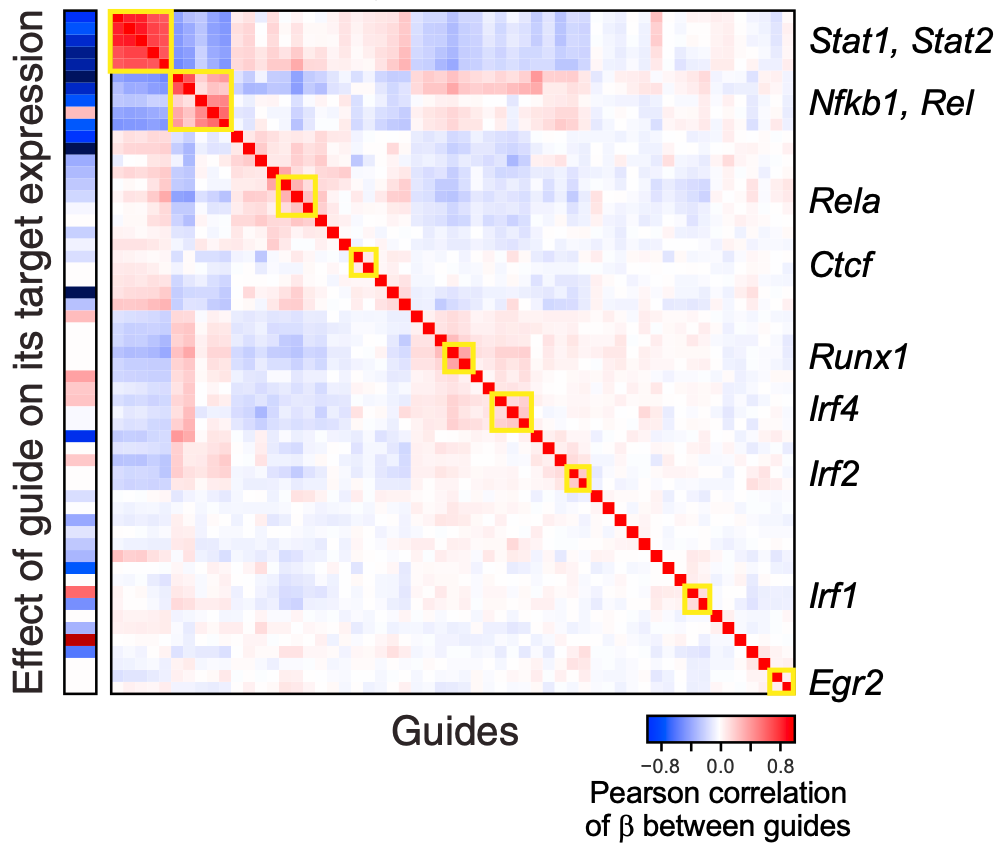 Effect of guide on its target expression
Stat1, Stat2
Nfkb1, Rel
Rela
Ctcf
Runx1
Irf4
Irf2
Irf1
Egr2
Guides
−0.8 0.0 0.8
Pearson correlation
of β between guides